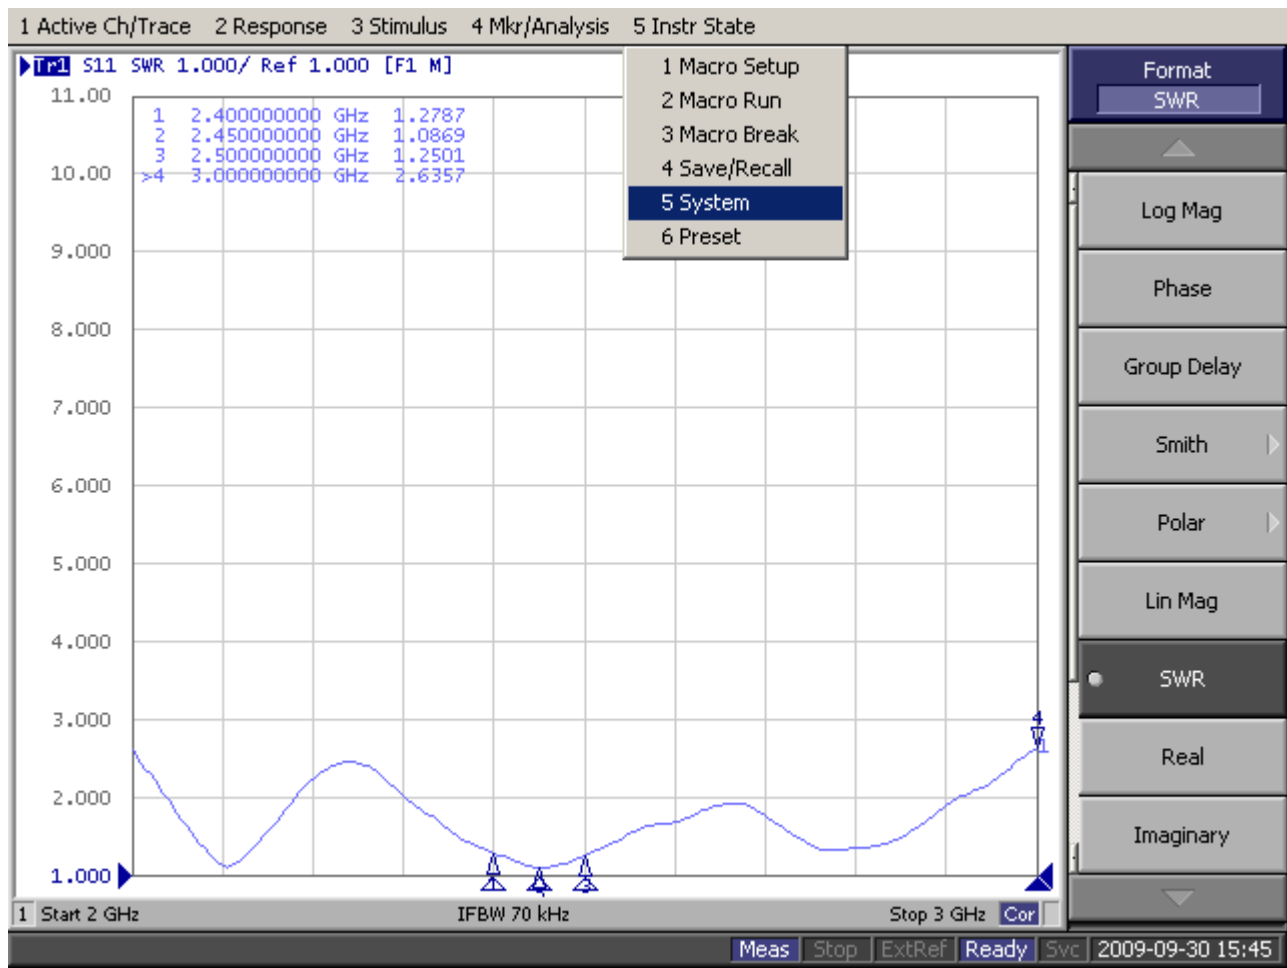 1 Active Ch/Trace 2 Response 3 Stimulus 4 Mkr/Analysis 5 Instr State
Tr1 S11 SWR 1.000/ Ref 1.000 [F1 M]
1 2.400000000 GHz 1.2787
2 2.450000000 GHz 1.0869
3 2.500000000 GHz 1.2501
>4 3.000000000 GHz 2.6357
11.00
10.00
9.000
8.000
7.000
6.000
5.000
4.000
3.000
2.000
1.000
4
1
1
2
3
1 Macro Setup
2 Macro Run
3 Macro Break
4 Save/Recall
5 System
6 Preset
Format
SWR
Log Mag
Phase
Group Delay
Smith
Polar
Lin Mag
SWR
Real
Imaginary
1 Start 2 GHz IFBW 70 kHz Stop 3 GHz Cor
Meas Stop ExtRef Ready Svc 2009-09-30 15:45